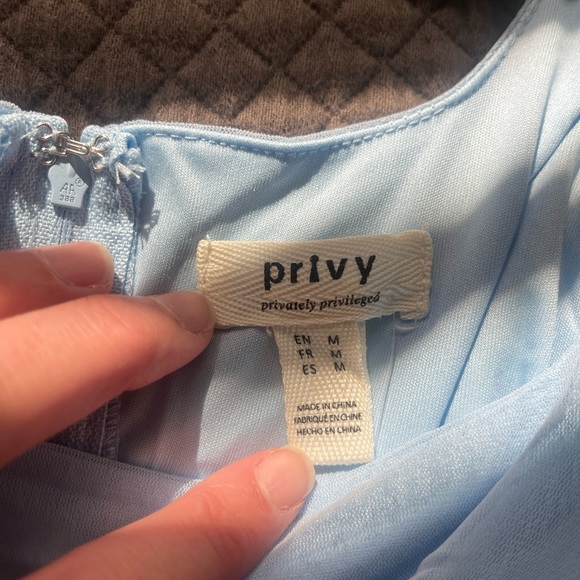 privy
privately privileged
EN M
FR M
ES M
MADE IN CHINA
FABRIQUÉ EN CHINE
HECHO EN CHINA